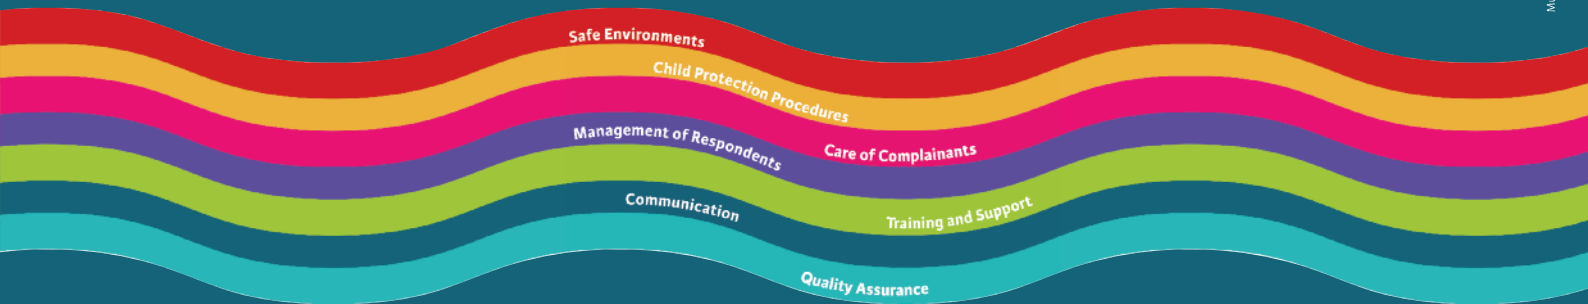 Safe Environments
Child Protection Procedures
Care of Complainants
Management of Respondents
Training and Support
Communication
Quality Assurance